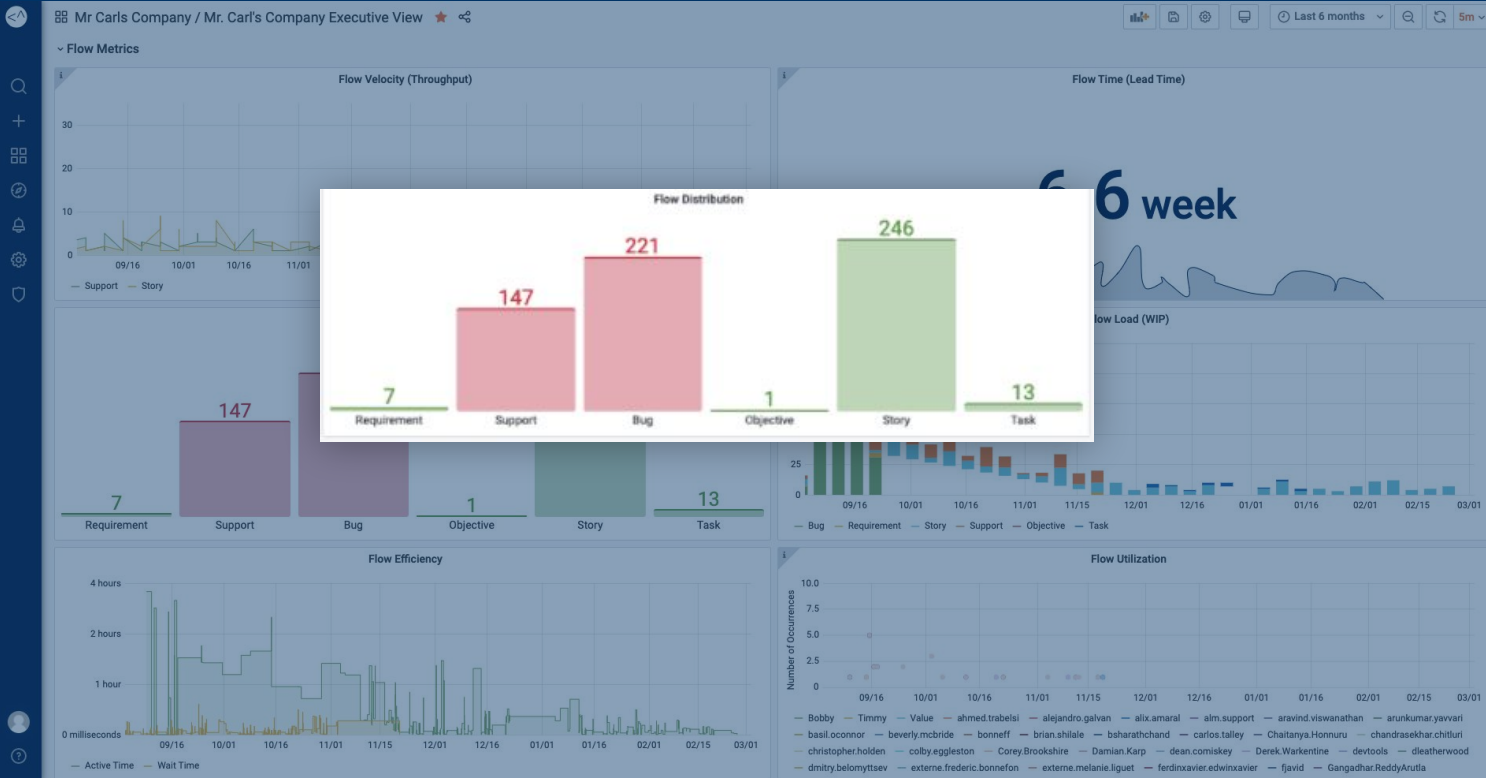 Mr Carls Company / Mr. Carl's Company Executive View
Last 6 months
5m
Flow Metrics
Flow Velocity (Throughput)
30
20
10
0
09/16 10/01 10/16 11/01
Support Story
Flow Time (Lead Time)
6 week
Flow Distribution
7
147
221
1
246
13
Requirement Support Bug Objective Story Task
7
147
1
13
Requirement Support Bug Objective Story Task
low Load (WIP)
25
0
09/16 10/01 10/16 11/01 11/15 12/01 12/16 01/01 01/16 02/01 02/15 03/01
Bug Requirement Story Support Objective Task
Flow Efficiency
4 hours
2 hours
1 hour
0 milliseconds
09/16 10/01 10/16 11/01 11/15 12/01 12/16 01/01 01/16 02/01 02/15 03/01
Active Time Wait Time
Flow Utilization
Number of Occurrences
10.0
7.5
5.0
2.5
0
09/16 10/01 10/16 11/01 11/15 12/01 12/16 01/01 01/16 02/01 02/15 03/01
Bobby Timmy Value ahmed.trabelsi alejandro.galvan alix.amaral alm.support aravind.viswanathan arunkumar.yavvari
basil.oconnor beverly.mcbride bonneff brian.shilale bsharathchand carlos.talley Chaitanya.Honnuru chandrasekhar.chitluri
christopher.holden colby.eggleston Corey.Brookshire Damian.Karp dean.comiskey Derek.Warkentine devtools dleatherwood
dmitry.belomyttsev externe.frederic.bonnefon externe.melanie.liguet ferdinxavier.edwinxavier fjavid Gangadhar.ReddyArutla